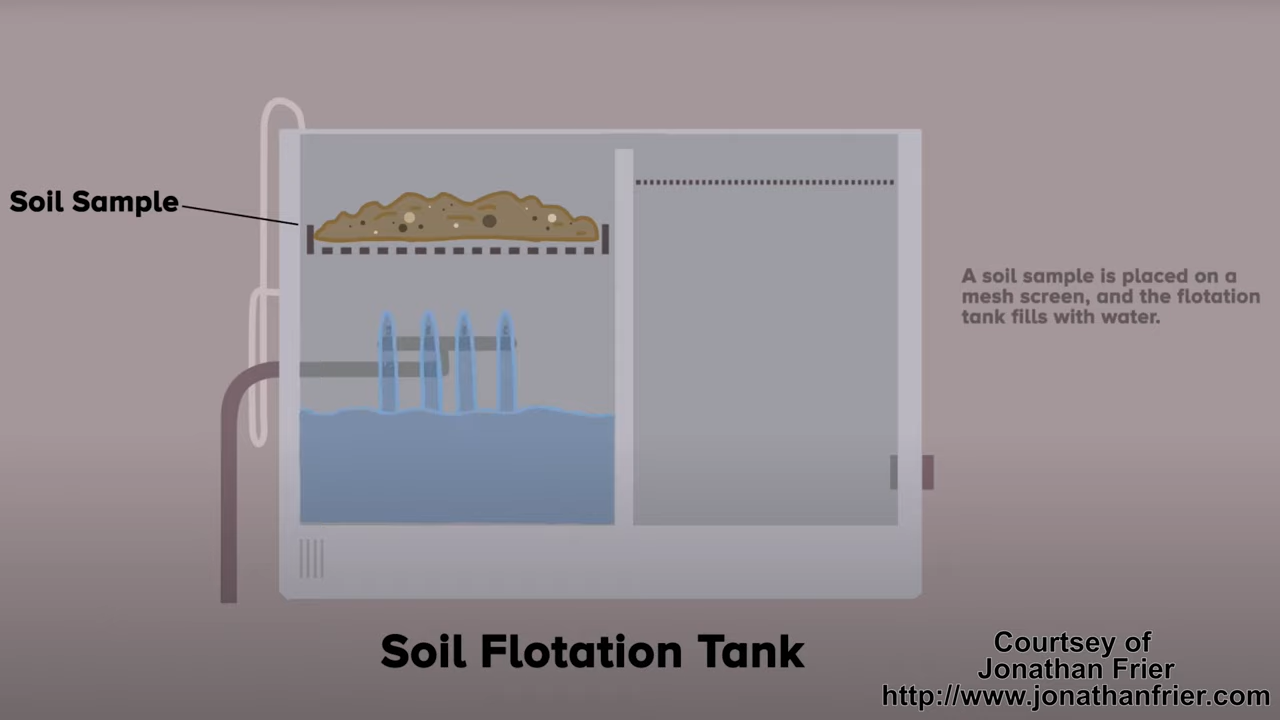 Soil Sample
A soil sample is placed on a
mesh screen, and the flotation
tank fills with water.
Soil Flotation Tank
Courtsey of
Jonathan Frier
http://www.jonathanfrier.com